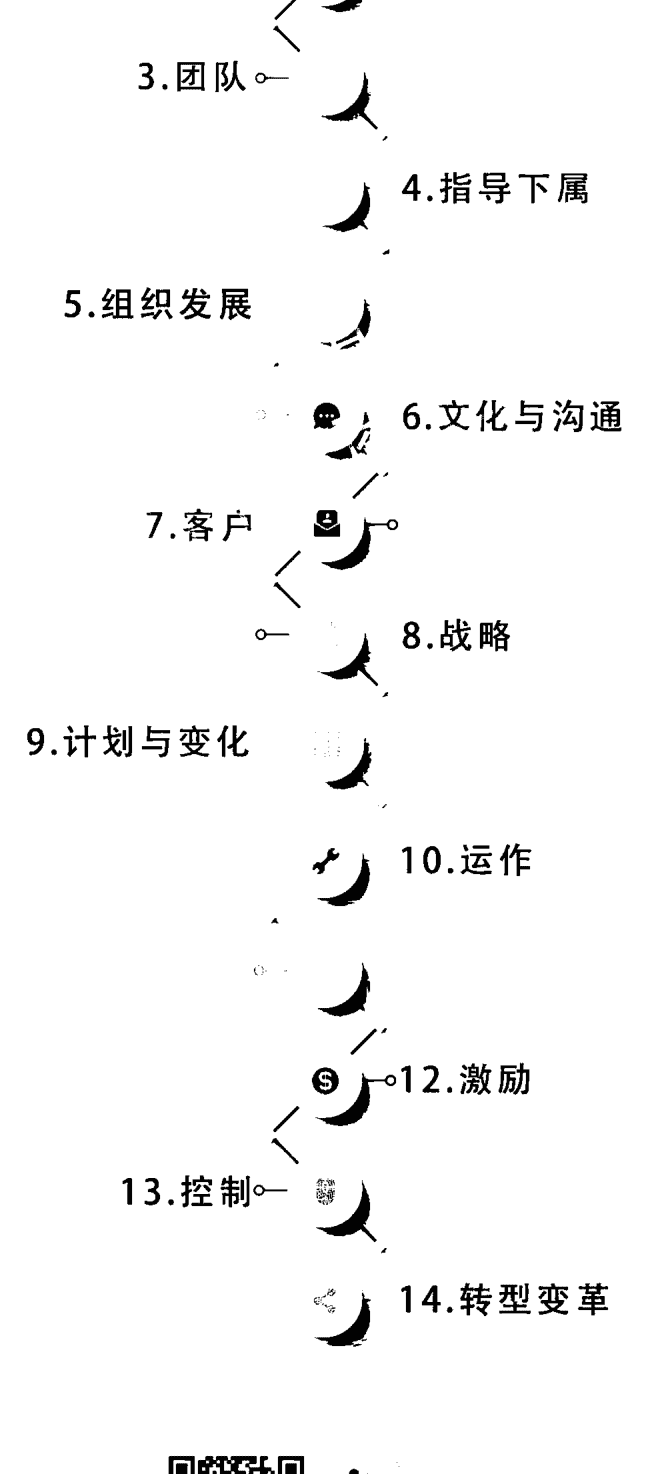 3.团队
4.指导下属
5.组织发展
6.文化与沟通
7.客户
8.战略
9.计划与变化
10.运作
12.激励
13.控制
14.转型变革